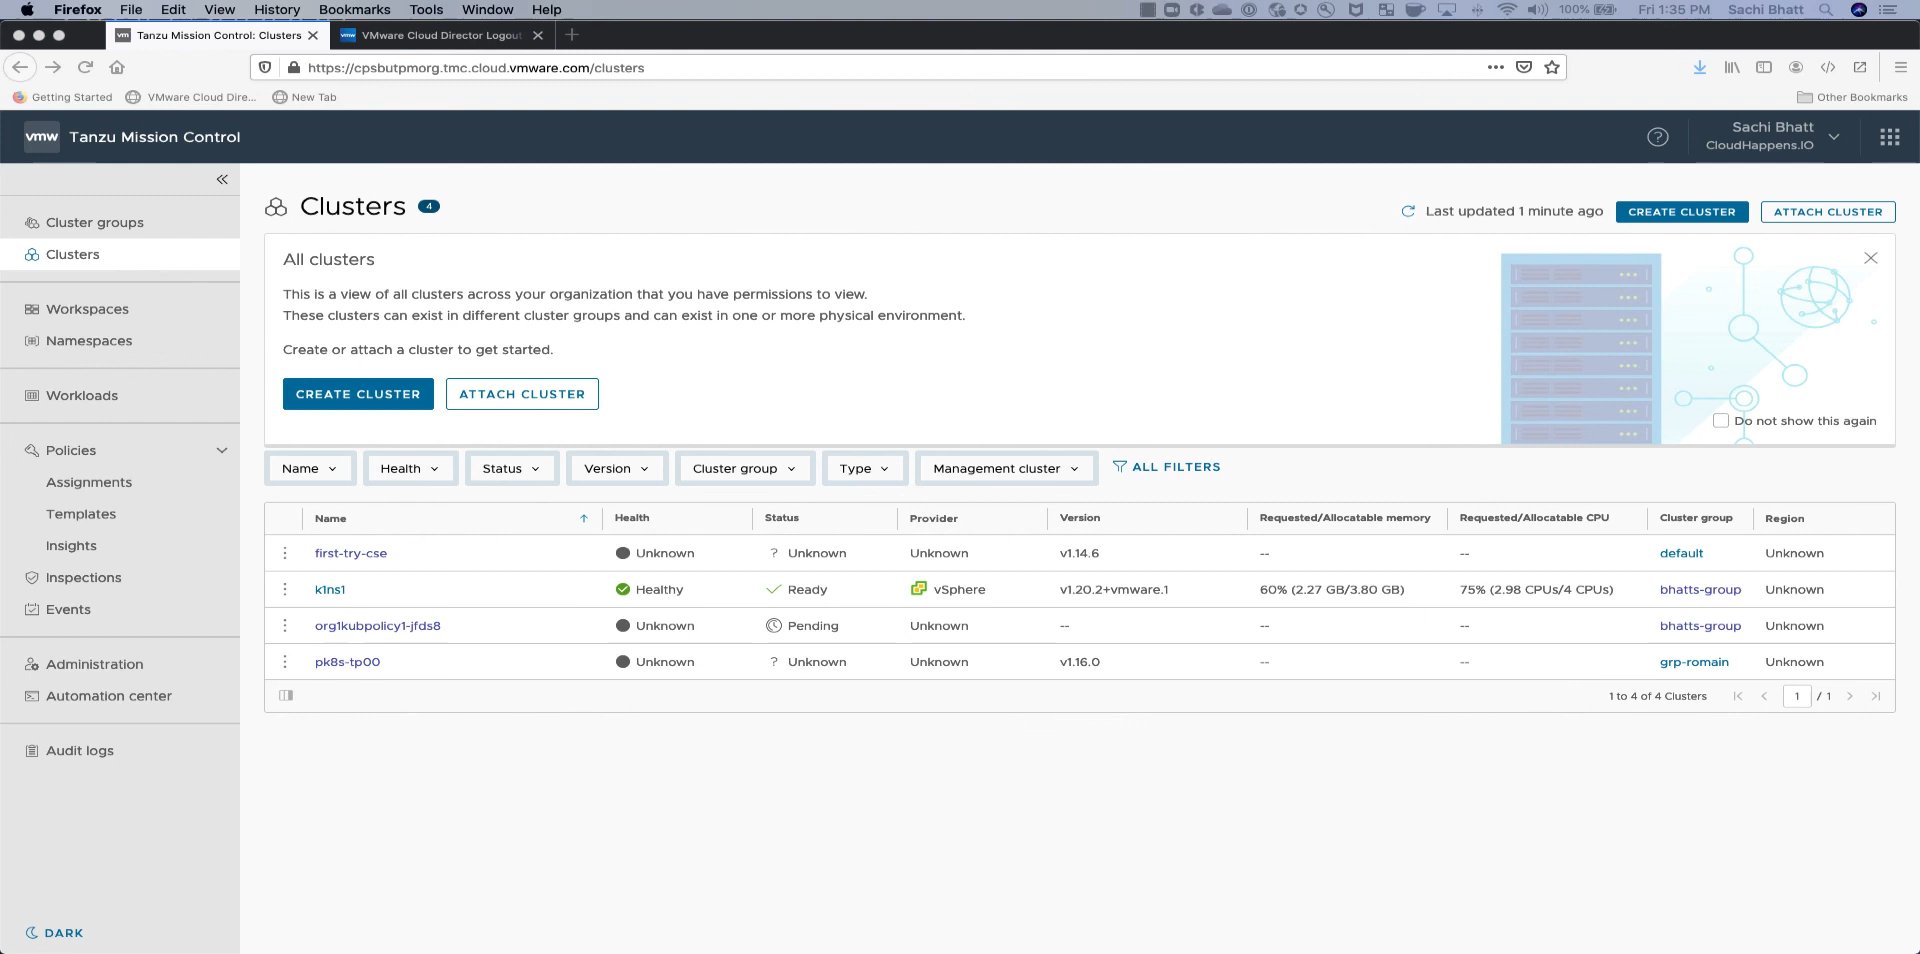 Firefox File Edit View History Bookmarks Tools Window Help 100% Fri 1:35 PM Sachi Bhatt
vm Tanzu Mission Control: Clusters vmw VMware Cloud Director Logout
https://cpsbutpmorg.tmc.cloud.vmware.com/clusters
Getting Started VMware Cloud Dire... New Tab Other Bookmarks
vmw Tanzu Mission Control ? Sachi Bhatt
CloudHappens.IO
Cluster groups
Clusters
Workspaces
Namespaces
Workloads
Policies
Assignments
Templates
Insights
Inspections
Events
Administration
Automation center
Audit logs
DARK
Clusters 4
Last updated 1 minute ago CREATE CLUSTER ATTACH CLUSTER
All clusters
This is a view of all clusters across your organization that you have permissions to view.
These clusters can exist in different cluster groups and can exist in one or more physical environment.
Create or attach a cluster to get started.
CREATE CLUSTER ATTACH CLUSTER
Do not show this again
Name Health Status Version Cluster group Type Management cluster ALL FILTERS
Name Health Status Provider Version Requested/Allocatable memory Requested/Allocatable CPU Cluster group Region
first-try-cse Unknown ? Unknown Unknown v1.14.6 -- -- default Unknown
k1ns1 Healthy Ready vSphere v1.20.2+vmware.1 60% (2.27 GB/3.80 GB) 75% (2.98 CPUs/4 CPUs) bhatts-group Unknown
org1kubpolicy1-jfds8 Unknown Pending Unknown -- -- -- bhatts-group Unknown
pk8s-tp00 Unknown ? Unknown Unknown v1.16.0 -- -- grp-romain Unknown
1 to 4 of 4 Clusters 1 / 1